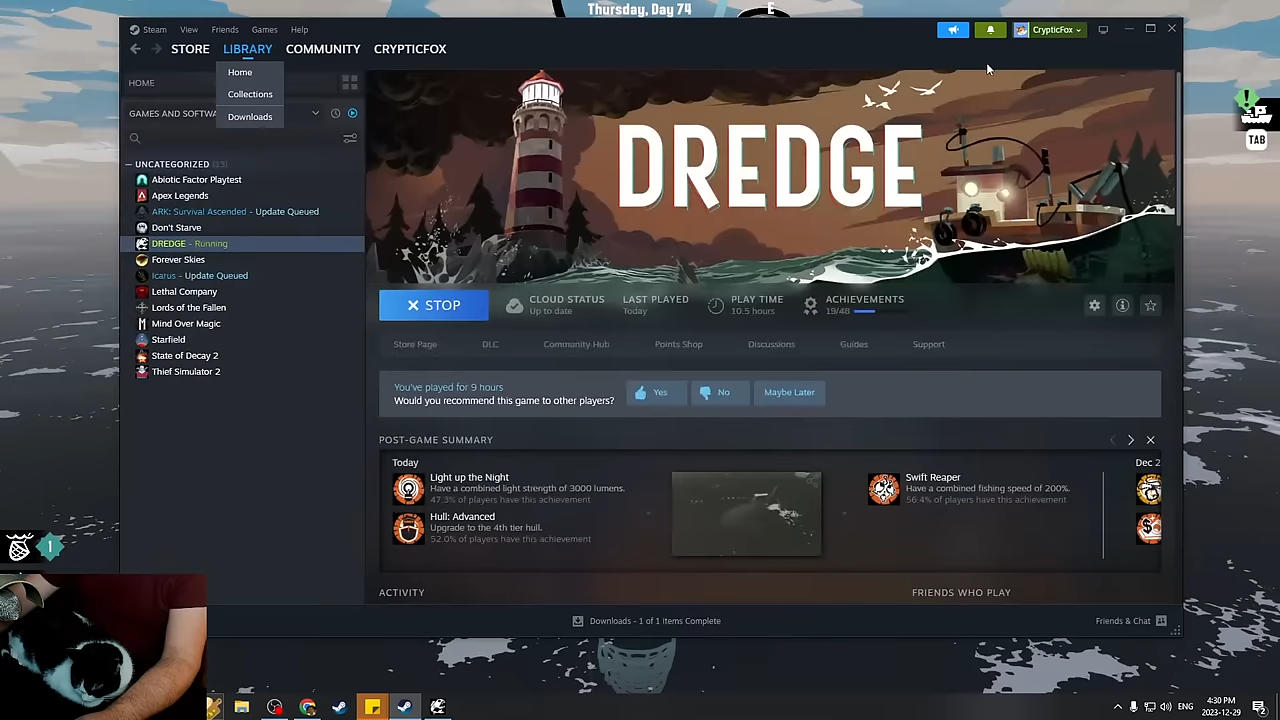 Thursday, Day 74
E
Steam View Friends Games Help
CrypticFox
STORE LIBRARY COMMUNITY CRYPTICFOX
Home
Collections
Downloads
HOME
GAMES AND SOFTWA
UNCATEGORIZED (13)
Abiotic Factor Playtest
Apex Legends
ARK: Survival Ascended - Update Queued
Don't Starve
DREDGE - Running
Forever Skies
Icarus - Update Queued
Lethal Company
Lords of the Fallen
Mind Over Magic
Starfield
State of Decay 2
Thief Simulator 2
DREDGE
TAB
STOP
CLOUD STATUS
Up to date
LAST PLAYED
Today
PLAY TIME
10.5 hours
ACHIEVEMENTS
19/48
Store Page DLC Community Hub Points Shop Discussions Guides Support
You've played for 9 hours
Would you recommend this game to other players?
Yes
No
Maybe Later
POST-GAME SUMMARY
Today
Light up the Night
Have a combined light strength of 3000 lumens.
47.3% of players have this achievement
Hull: Advanced
Upgrade to the 4th tier hull.
52.0% of players have this achievement
Swift Reaper
Have a combined fishing speed of 200%.
56.4% of players have this achievement
Dec 2
ACTIVITY
FRIENDS WHO PLAY
1
Downloads - 1 of 1 Items Complete
Friends & Chat
ENG
4:30 PM
2023-12-29
2